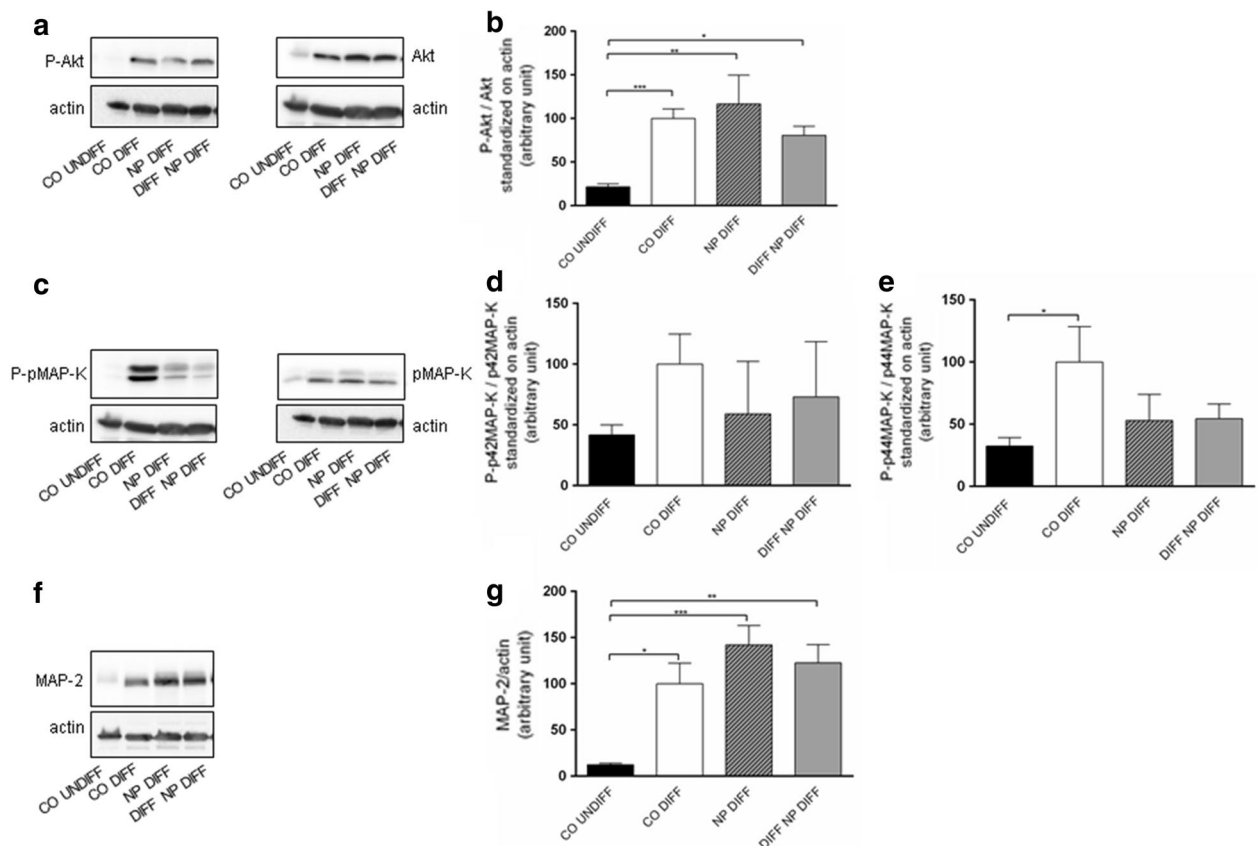 a
P-Akt
actin
CO UNDIFF
CO DIFF
NP DIFF
DIFF NP DIFF
Akt
actin
CO UNDIFF
CO DIFF
NP DIFF
DIFF NP DIFF
b
P-Akt / Akt
standardized on actin
(arbitrary unit)
200
150
100
50
0
***
**
*
CO UNDIFF
CO DIFF
NP DIFF
DIFF NP DIFF
c
P-pMAP-K
actin
CO UNDIFF
CO DIFF
NP DIFF
DIFF NP DIFF
pMAP-K
actin
CO UNDIFF
CO DIFF
NP DIFF
DIFF NP DIFF
d
P-p42MAP-K / p42MAP-K
standardized on actin
(arbitrary unit)
150
100
50
0
CO UNDIFF
CO DIFF
NP DIFF
DIFF NP DIFF
e
P-p44MAP-K / p44MAP-K
standardized on actin
(arbitrary unit)
150
100
50
0
*
CO UNDIFF
CO DIFF
NP DIFF
DIFF NP DIFF
f
MAP-2
actin
CO UNDIFF
CO DIFF
NP DIFF
DIFF NP DIFF
g
MAP-2/actin
(arbitrary unit)
200
150
100
50
0
**
***
*
CO UNDIFF
CO DIFF
NP DIFF
DIFF NP DIFF